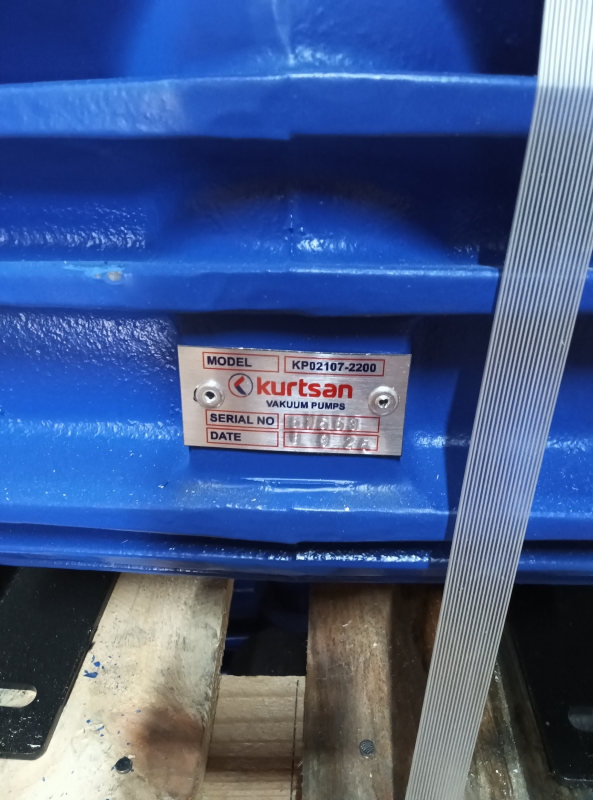 MODEL KP02107-2200
kurtsan
VAKUUM PUMPS
SERIAL NO
DATE